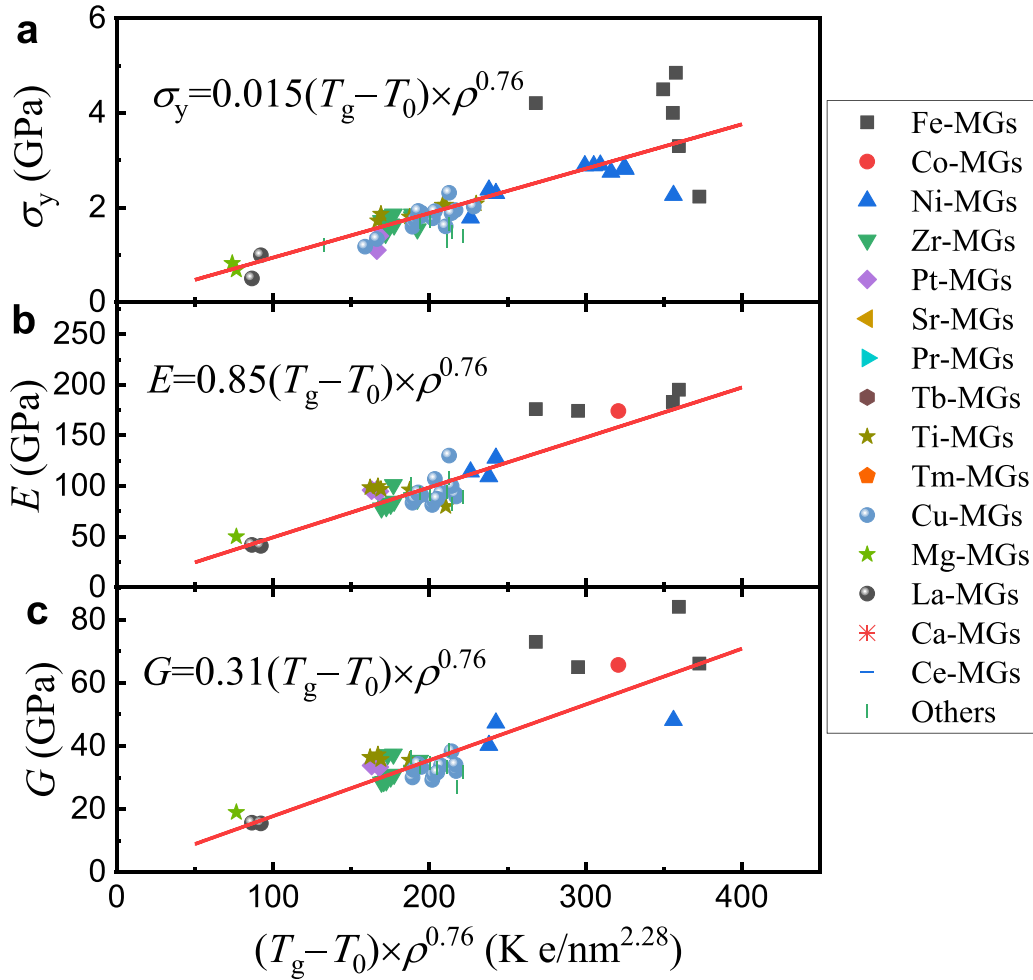 a
6
4
2
0
σy (GPa)
σy=0.015(Tg−T0)×ρ^0.76
b
250
200
150
100
50
0
E (GPa)
E=0.85(Tg−T0)×ρ^0.76
c
80
60
40
20
0
G (GPa)
G=0.31(Tg−T0)×ρ^0.76
0 100 200 300 400
(Tg−T0)×ρ^0.76 (K e/nm^2.28)
Fe-MGs
Co-MGs
Ni-MGs
Zr-MGs
Pt-MGs
Sr-MGs
Pr-MGs
Tb-MGs
Ti-MGs
Tm-MGs
Cu-MGs
Mg-MGs
La-MGs
Ca-MGs
Ce-MGs
Others